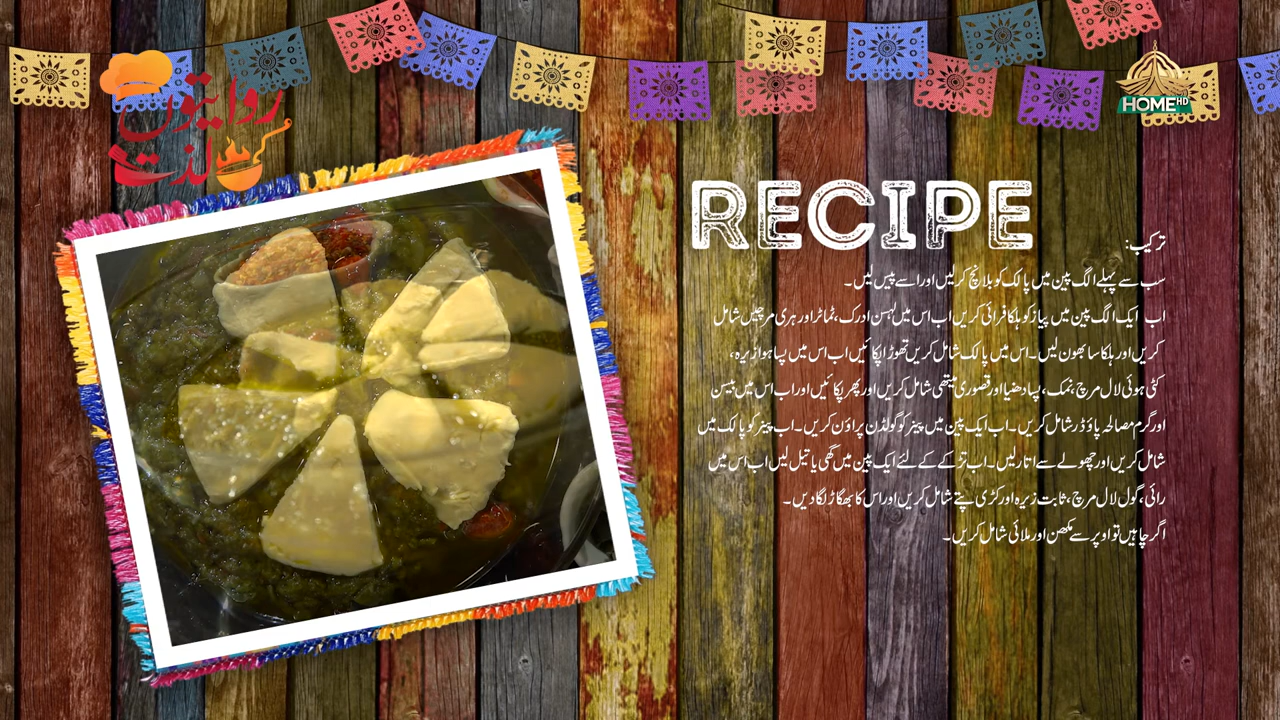 روایتوں
کی لذت
HOME HD
RECIPE
ترکیب:
سب سے پہلے الگ پین میں پالک کو بلانچ کرلیں اور اسے پیس لیں۔
اب ایک الگ پین میں پیاز کو ہلکا فرائی کریں اب اس میں لہسن ادرک، ٹماٹر اور ہری مرچیں شامل
کریں اور ہلکا سا بھون لیں۔ اس میں پالک شامل کریں تھوڑا پکائیں اب اس میں پسا ہوا زیرہ،
کٹی ہوئی لال مرچ، نمک، پسا دھنیا اور قصوری میتھی شامل کریں اور پھر پکائیں اور اب اس میں بیسن
اور گرم مصالحہ پاؤڈر شامل کریں۔ اب ایک پین میں پینر کو گولڈن براؤن کریں۔ اب پینر کو پالک میں
شامل کریں اور چھولے سے اتار لیں۔ اب تڑکے کے لئے ایک پین میں گھی یا تیل لیں اب اس میں
رائی، گول لال مرچ، ثابت زیرہ اور کڑی پتے شامل کریں اور اس کا بھگاڑ لگا دیں۔
اگر چاہیں تو اوپر سے مکھن اور ملائی شامل کریں۔